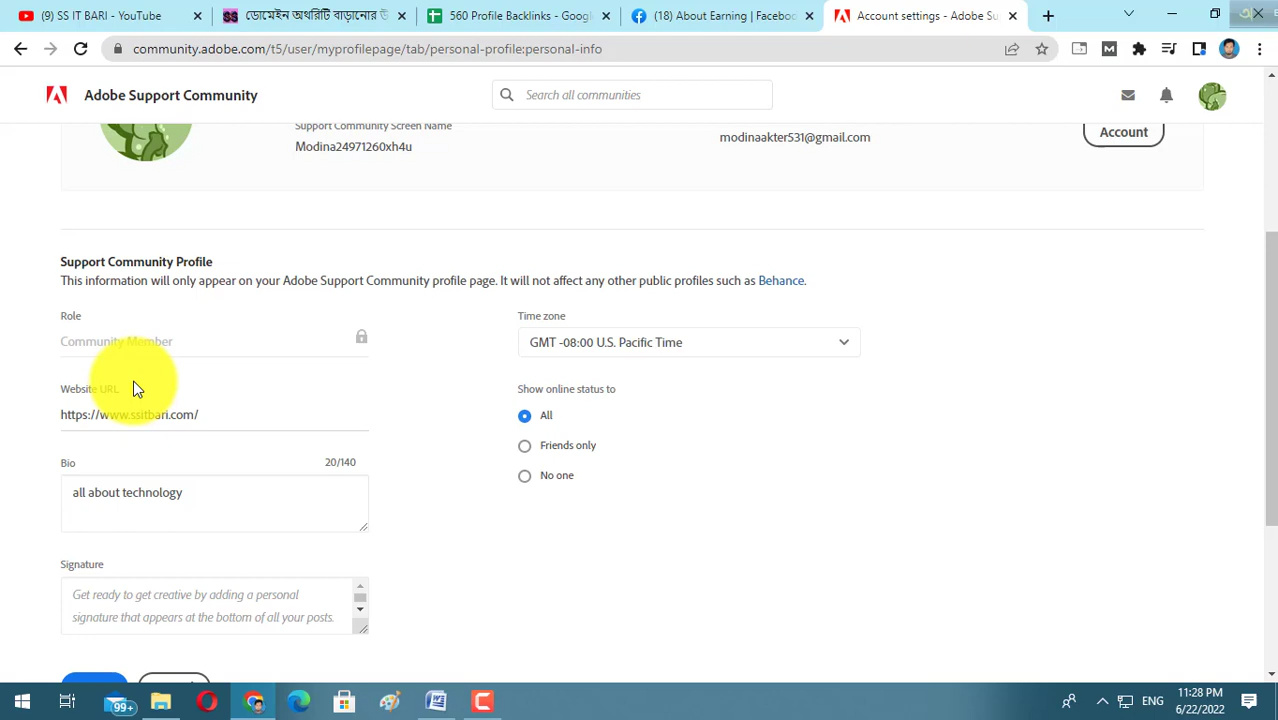 (9) SS IT BARI - YouTube
ডোমেইন অথরিটি বাড়ানোর উ
560 Profile Backlinks - Google
(18) About Earning | Facebook
Account settings - Adobe Su
community.adobe.com/t5/user/myprofilepage/tab/personal-profile:personal-info
M
Adobe Support Community
Search all communities
Support Community Screen Name
Modina24971260xh4u
modinaakter531@gmail.com
Account
Support Community Profile
This information will only appear on your Adobe Support Community profile page. It will not affect any other public profiles such as Behance.
Role
Community Member
Time zone
GMT -08:00 U.S. Pacific Time
Website URL
https://www.ssitbari.com/
Show online status to
All
Friends only
No one
Bio
20/140
all about technology
Signature
Get ready to get creative by adding a personal
signature that appears at the bottom of all your posts.
99+
ENG
11:28 PM
6/22/2022